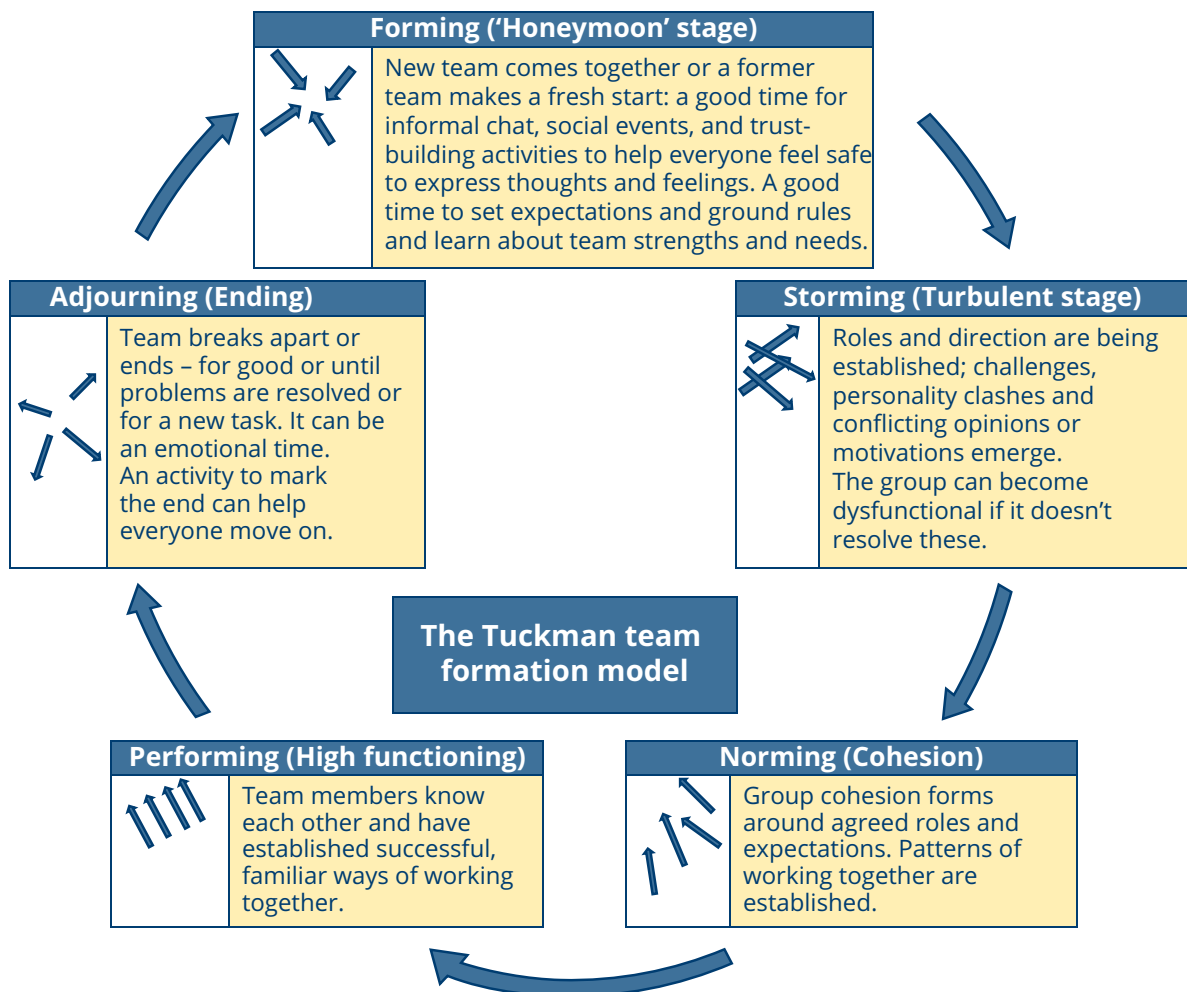 Forming (‘Honeymoon’ stage)
New team comes together or a former
team makes a fresh start: a good time for
informal chat, social events, and trust-
building activities to help everyone feel safe
to express thoughts and feelings. A good
time to set expectations and ground rules
and learn about team strengths and needs.
Storming (Turbulent stage)
Roles and direction are being
established; challenges,
personality clashes and
conflicting opinions or
motivations emerge.
The group can become
dysfunctional if it doesn’t
resolve these.
Norming (Cohesion)
Group cohesion forms
around agreed roles and
expectations. Patterns of
working together are
established.
Performing (High functioning)
Team members know
each other and have
established successful,
familiar ways of working
together.
Adjourning (Ending)
Team breaks apart or
ends – for good or until
problems are resolved or
for a new task. It can be
an emotional time.
An activity to mark
the end can help
everyone move on.
The Tuckman team
formation model